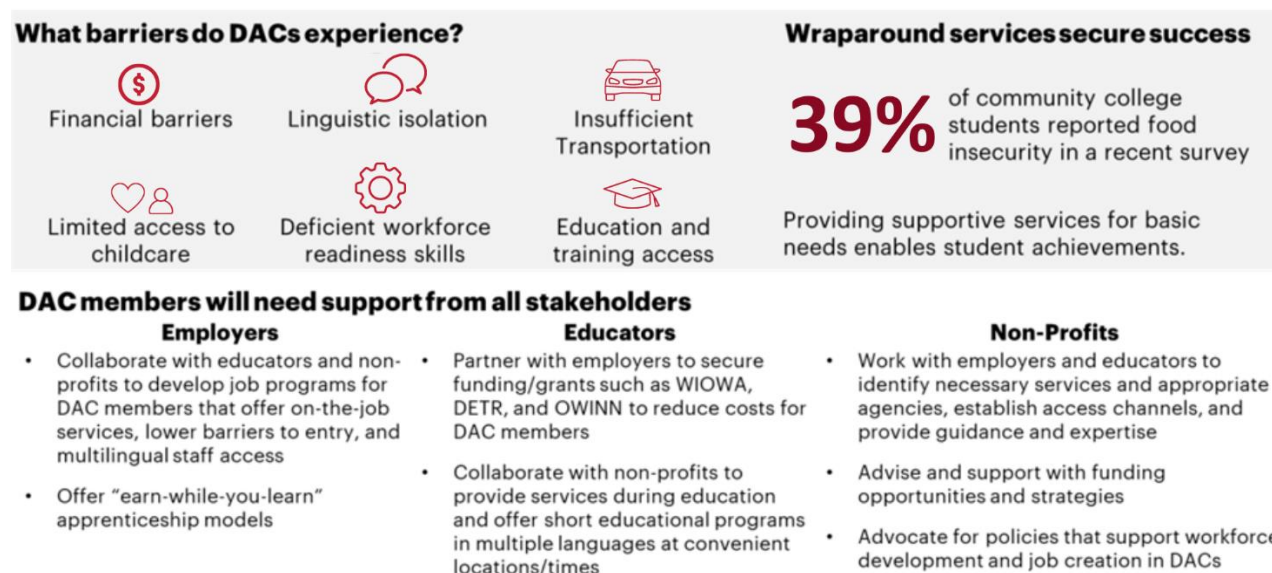 What barriers do DACs experience?
Financial barriers
Linguistic isolation
Insufficient
Transportation
Limited access to
childcare
Deficient workforce
readiness skills
Education and
training access
Wraparound services secure success
39%
of community college
students reported food
insecurity in a recent survey
Providing supportive services for basic
needs enables student achievements.
DAC members will need support from all stakeholders
Employers
• Collaborate with educators and non-
profits to develop job programs for
DAC members that offer on-the-job
services, lower barriers to entry, and
multilingual staff access
• Offer “earn-while-you-learn”
apprenticeship models
Educators
• Partner with employers to secure
funding/grants such as WIOWA,
DETR, and OWINN to reduce costs for
DAC members
• Collaborate with non-profits to
provide services during education
and offer short educational programs
in multiple languages at convenient
locations/times
Non-Profits
• Work with employers and educators to
identify necessary services and appropriate
agencies, establish access channels, and
provide guidance and expertise
• Advise and support with funding
opportunities and strategies
• Advocate for policies that support workforce
development and job creation in DACs